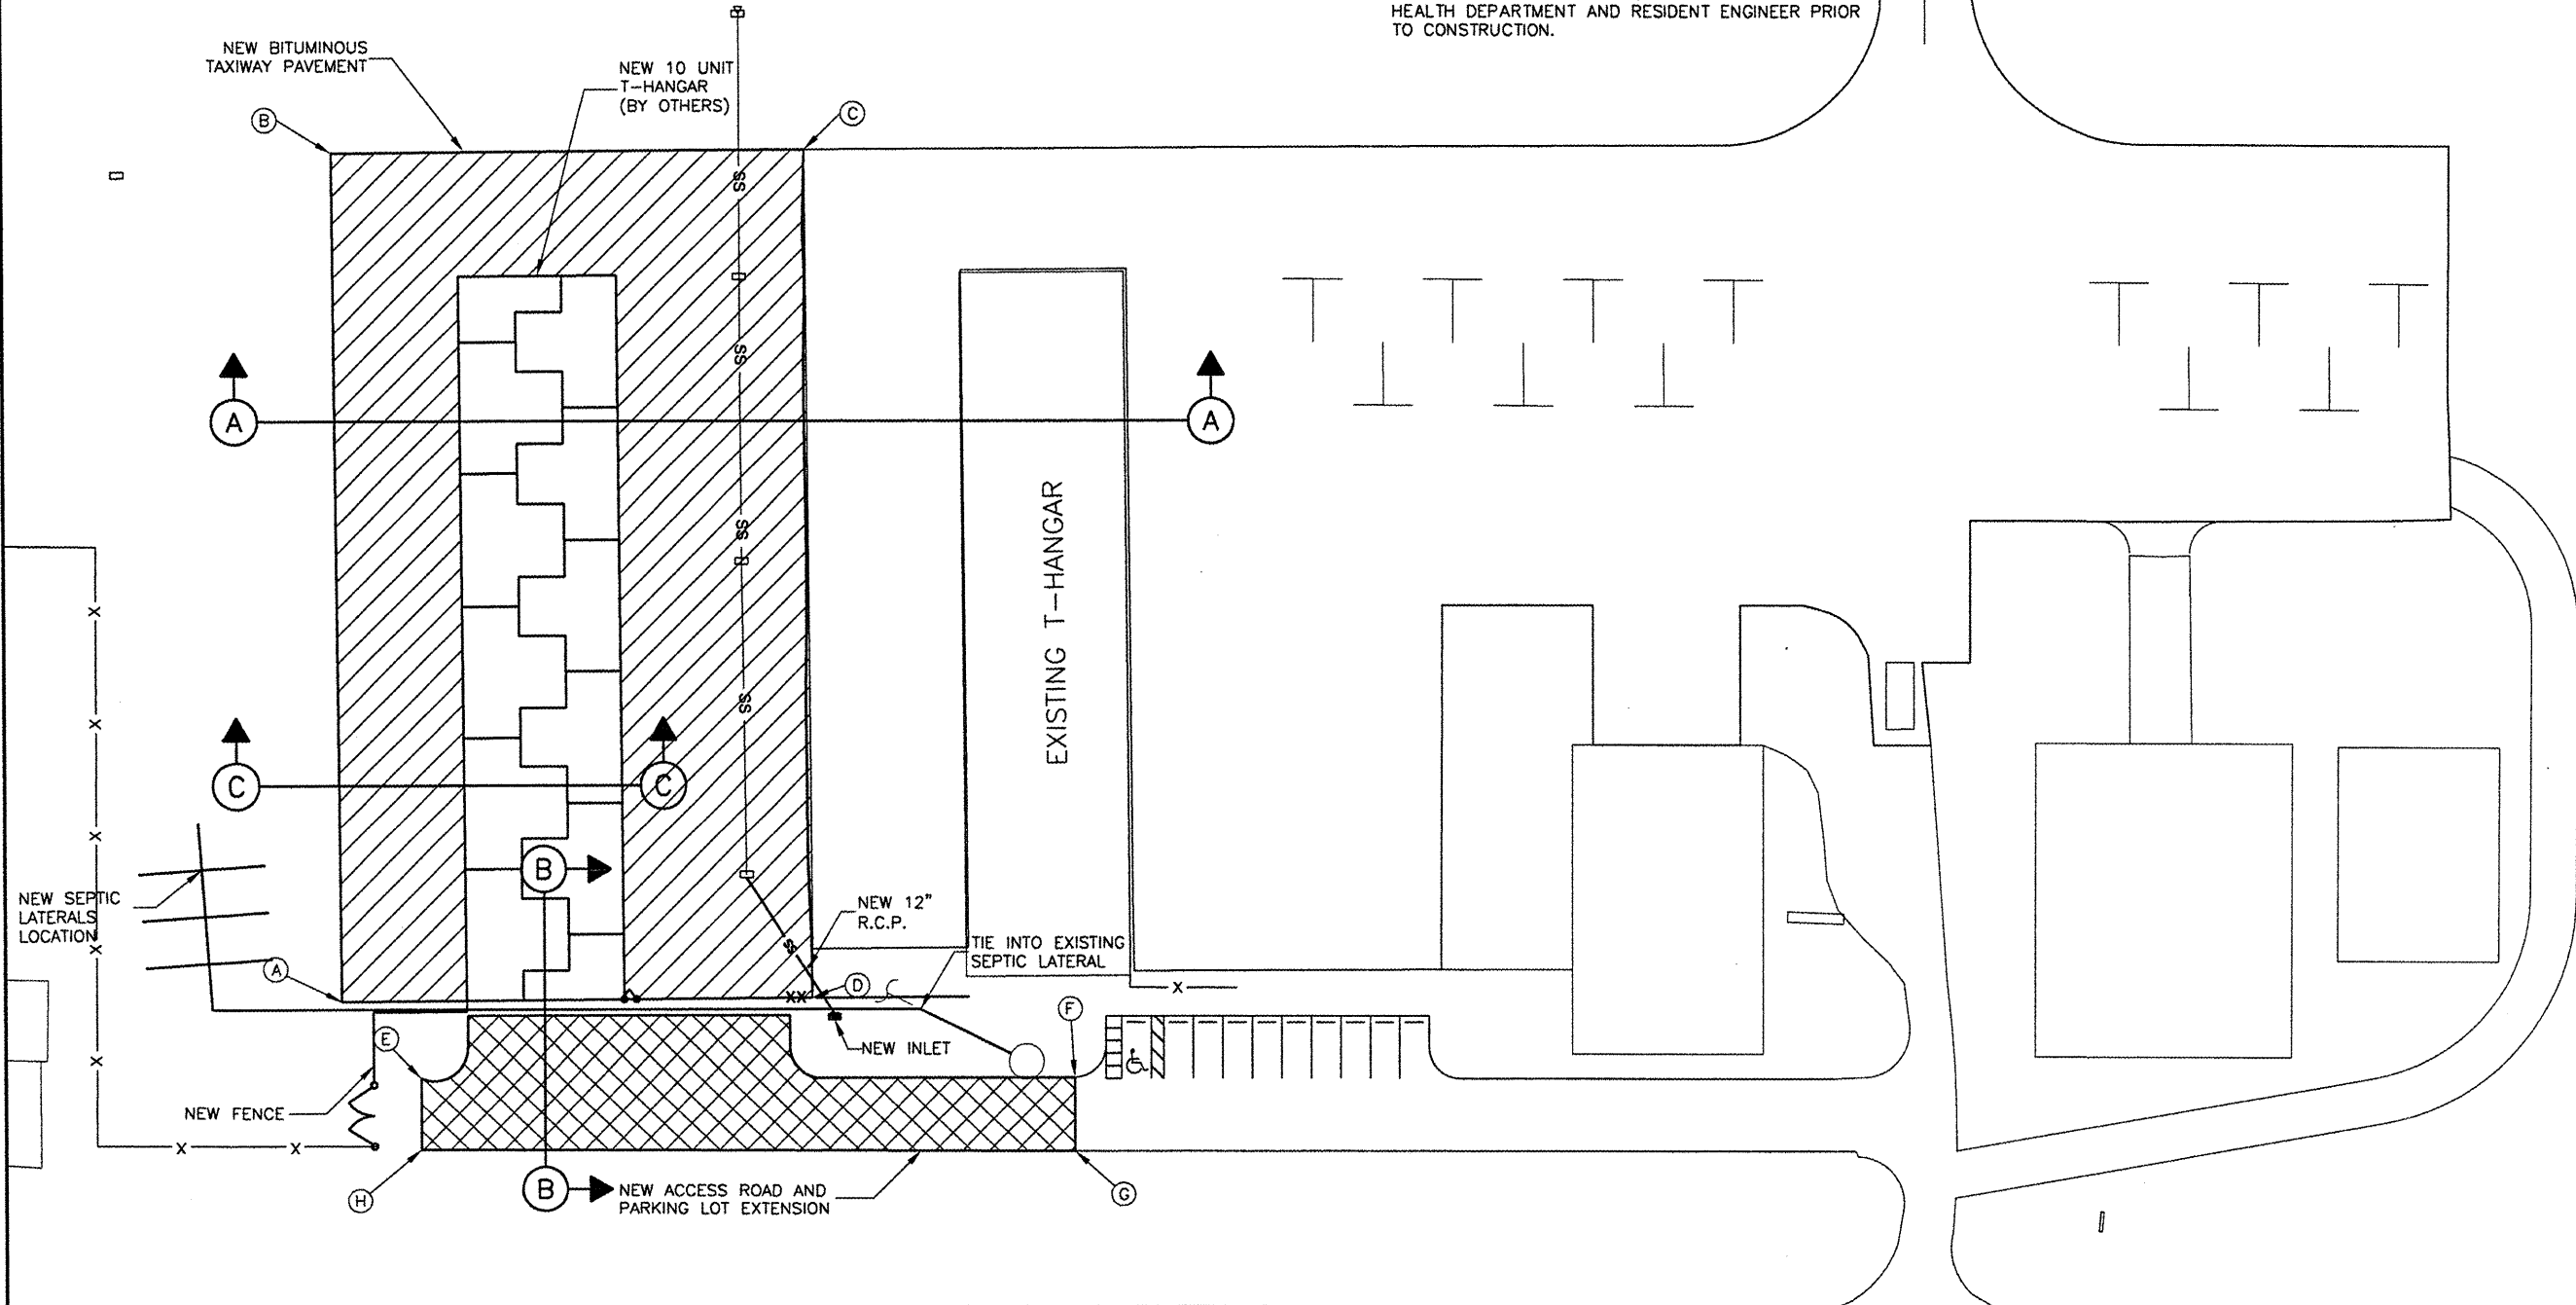 HEALTH DEPARTMENT AND RESIDENT ENGINEER PRIOR
TO CONSTRUCTION.
NEW BITUMINOUS
TAXIWAY PAVEMENT
NEW 10 UNIT
T-HANGAR
(BY OTHERS)
B
C
SS
SS
A
A
EXISTING T-HANGAR
SS
X
SS
X
C
C
X
B
NEW SEPTIC
LATERALS
LOCATION
NEW 12"
R.C.P.
SS
TIE INTO EXISTING
SEPTIC LATERAL
X
A
D
XX
X
F
E
NEW INLET
X
NEW FENCE
X
X
H
B
NEW ACCESS ROAD AND
PARKING LOT EXTENSION
G